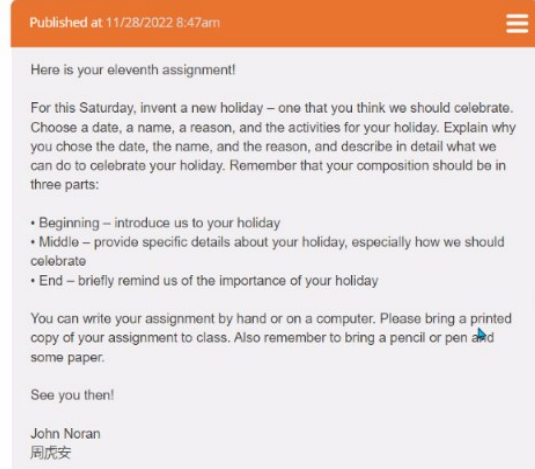 Published at 11/28/2022 8:47am
Here is your eleventh assignment!
For this Saturday, invent a new holiday – one that you think we should celebrate.
Choose a date, a name, a reason, and the activities for your holiday. Explain why
you chose the date, the name, and the reason, and describe in detail what we
can do to celebrate your holiday. Remember that your composition should be in
three parts:
• Beginning – introduce us to your holiday
• Middle – provide specific details about your holiday, especially how we should
celebrate
• End – briefly remind us of the importance of your holiday
You can write your assignment by hand or on a computer. Please bring a printed
copy of your assignment to class. Also remember to bring a pencil or pen and
some paper.
See you then!
John Noran
周虎安